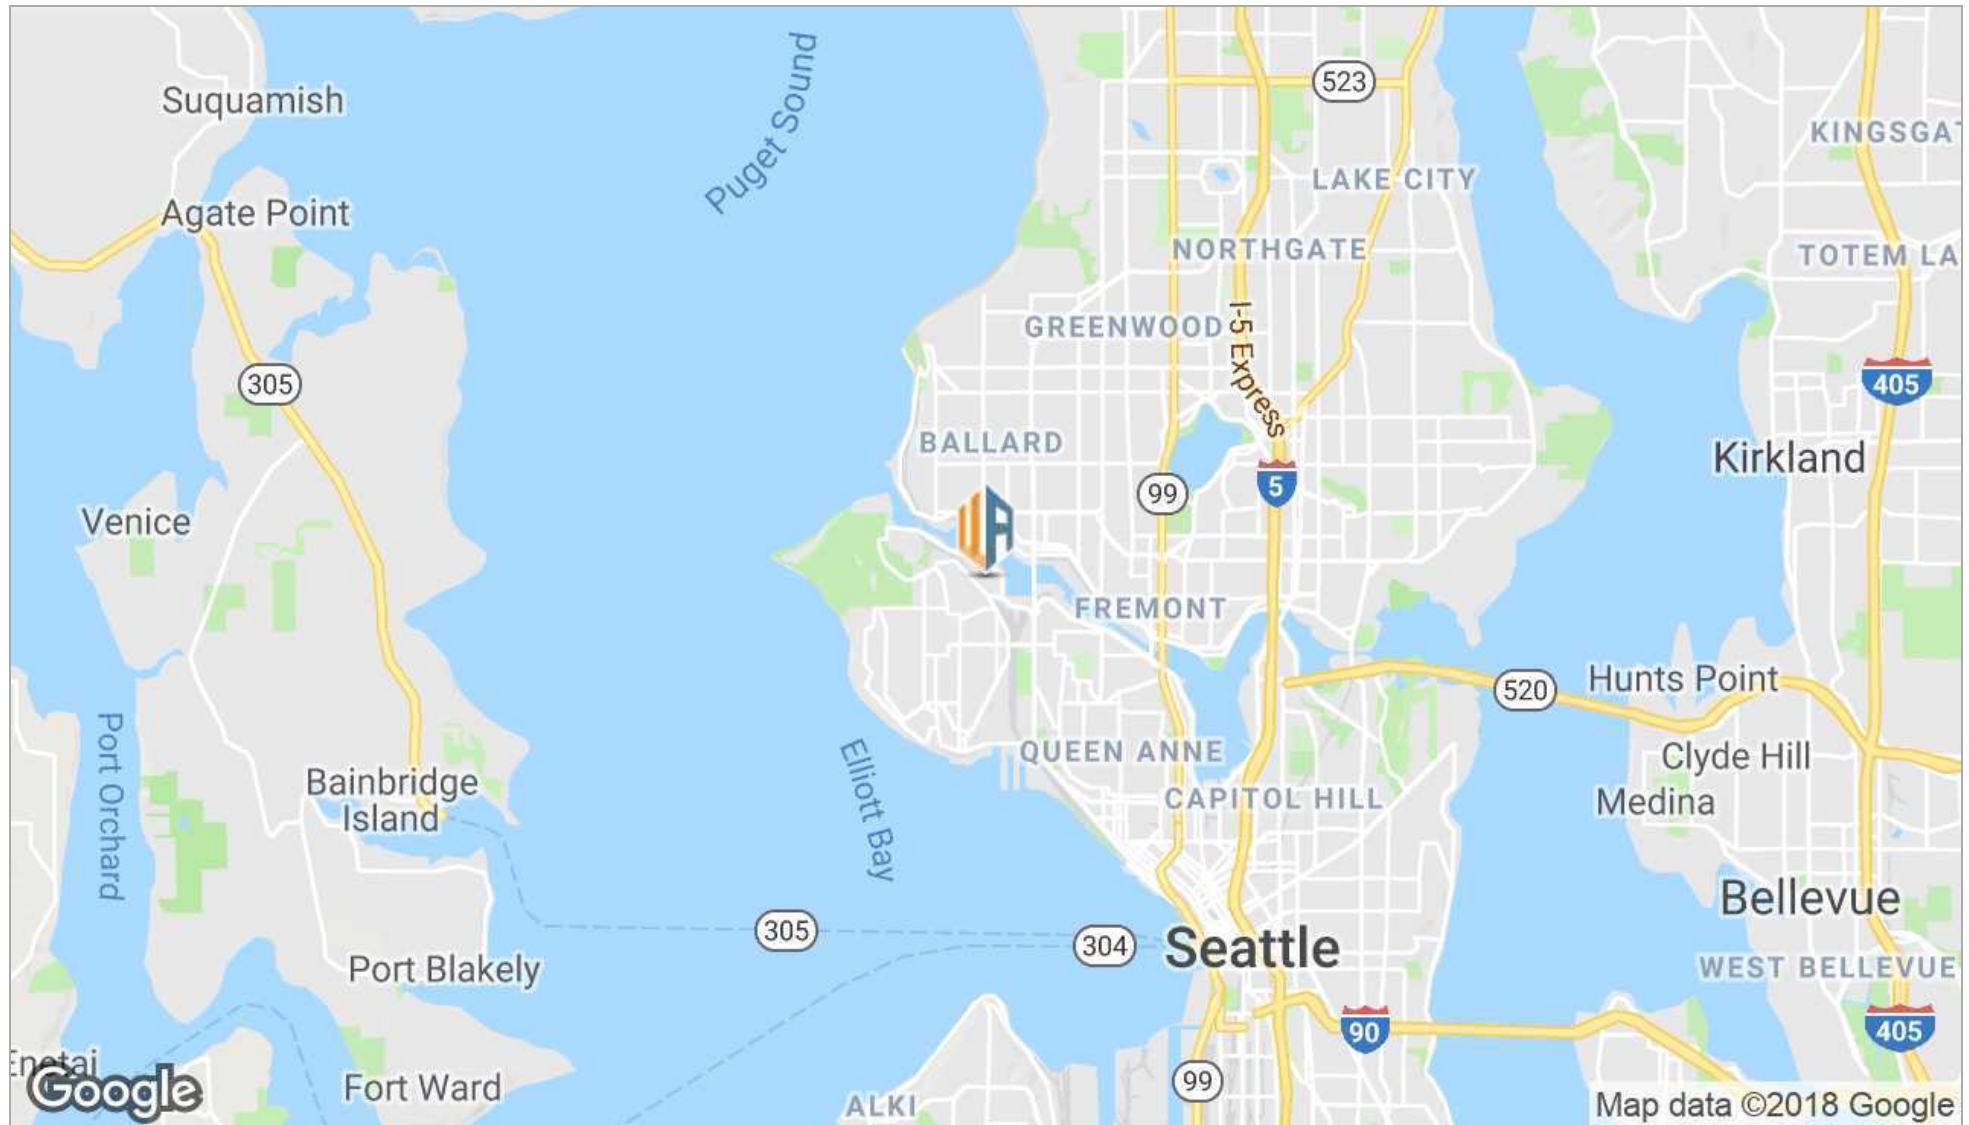 523
Suquamish
Puget Sound
KINGSGA
LAKE CITY
Agate Point
NORTHGATE
TOTEM LA
GREENWOOD
I-5 Express
305
405
BALLARD
Kirkland
5
99
Venice
FREMONT
Hunts Point
520
QUEEN ANNE
Clyde Hill
Port Orchard
Elliott Bay
Bainbridge
Island
CAPITOL HILL
Medina
Bellevue
305
304
Seattle
WEST BELLEVUE
Port Blakely
90
405
Enetai
Google
Fort Ward
99
ALKI
Map data ©2018 Google